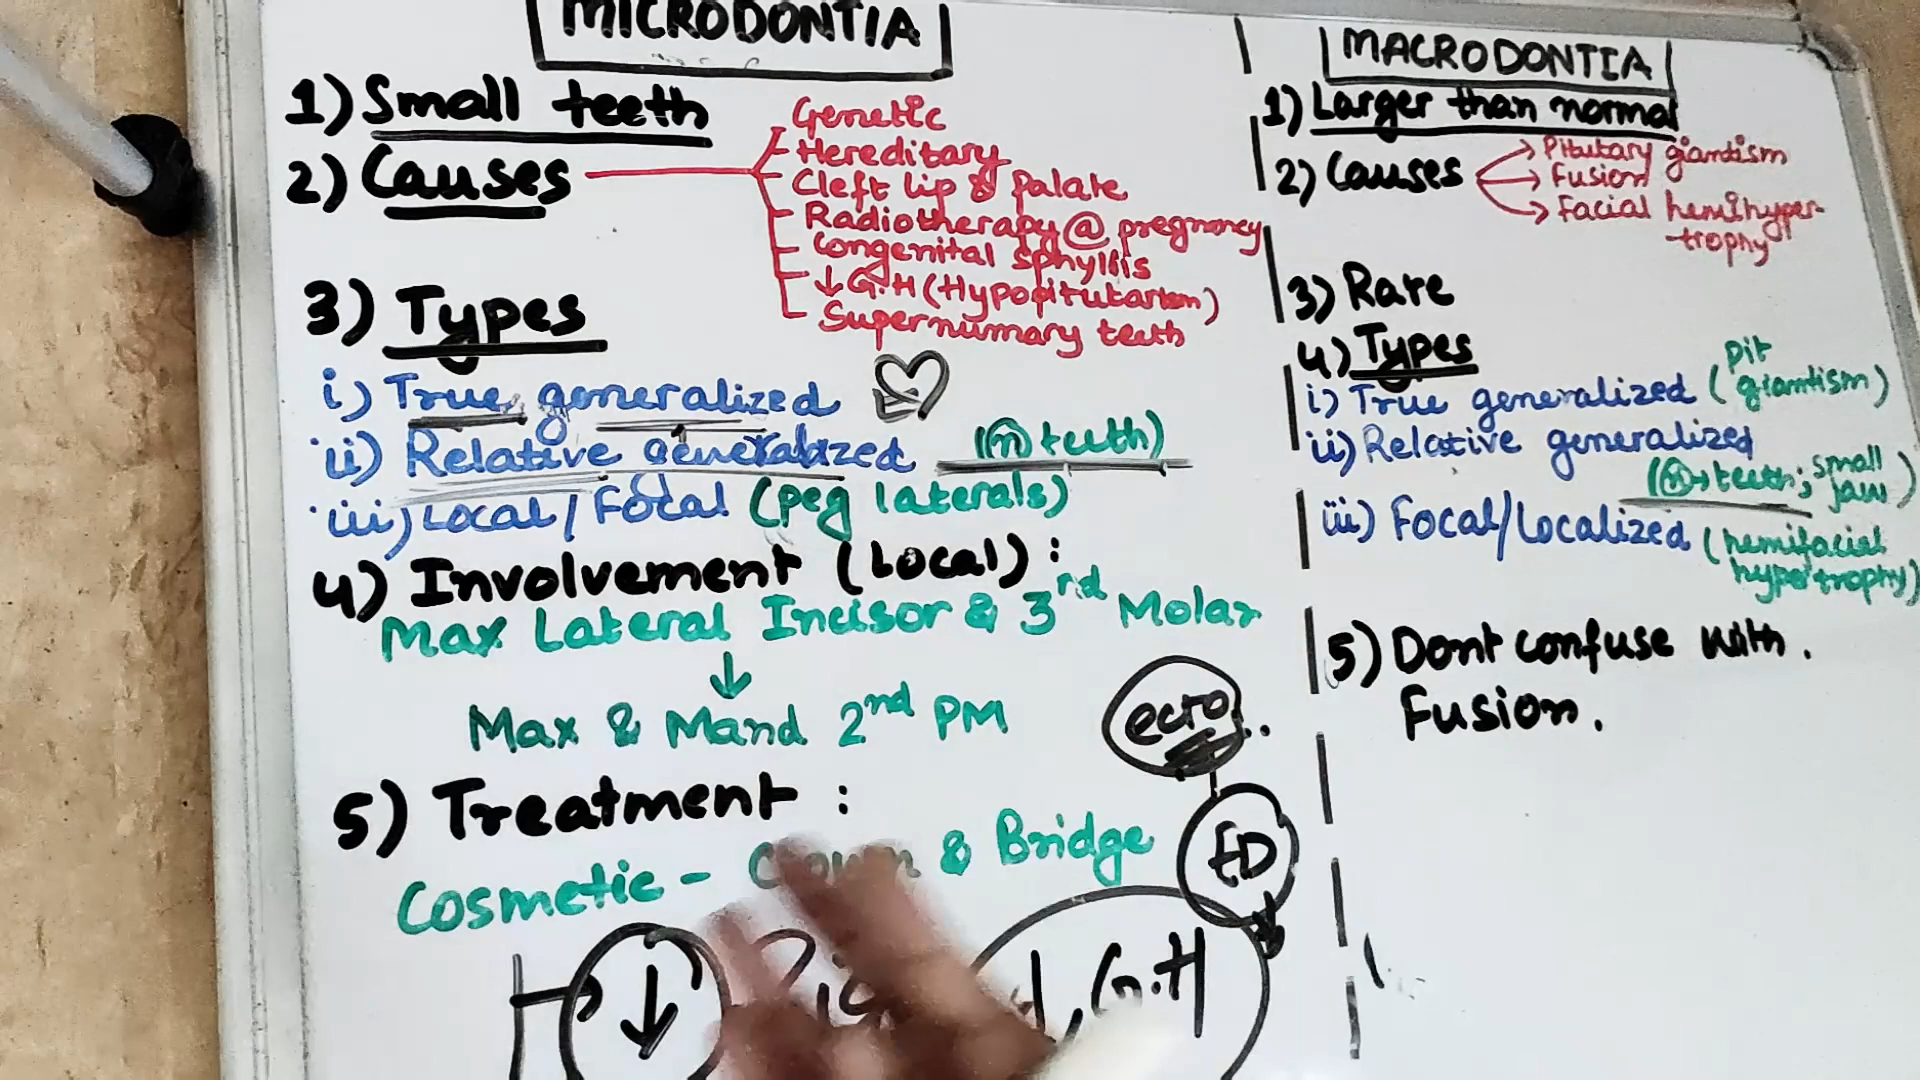 MICRODONTIA
1) Small teeth
2) Causes
Genetic
Hereditary
Cleft lip & palate
Radiotherapy @ pregnancy
Congenital Sphyllis
↓ G.H (Hypopitutarism)
Supernumary teeth
3) Types
i) True generalized
ii) Relative generalized (n teeth)
iii) Local/Focal (peg laterals)
4) Involvement (Local) :
Max Lateral Incisor & 3rd Molar
↓
Max & Mand 2nd PM
5) Treatment :
Cosmetic - & Bridge
ecto..
ED
↓
↓ G.H
MACRODONTIA
1) Larger than normal
2) Causes
Pitutary giantism
Fusion
Facial hemihyper-
-trophy
3) Rare
4) Types
i) True generalized (pit
giantism)
ii) Relative generalized
(n→teeth; small
jaw)
iii) Focal/Localized (hemifacial
hypertrophy)
5) Dont confuse with.
Fusion.